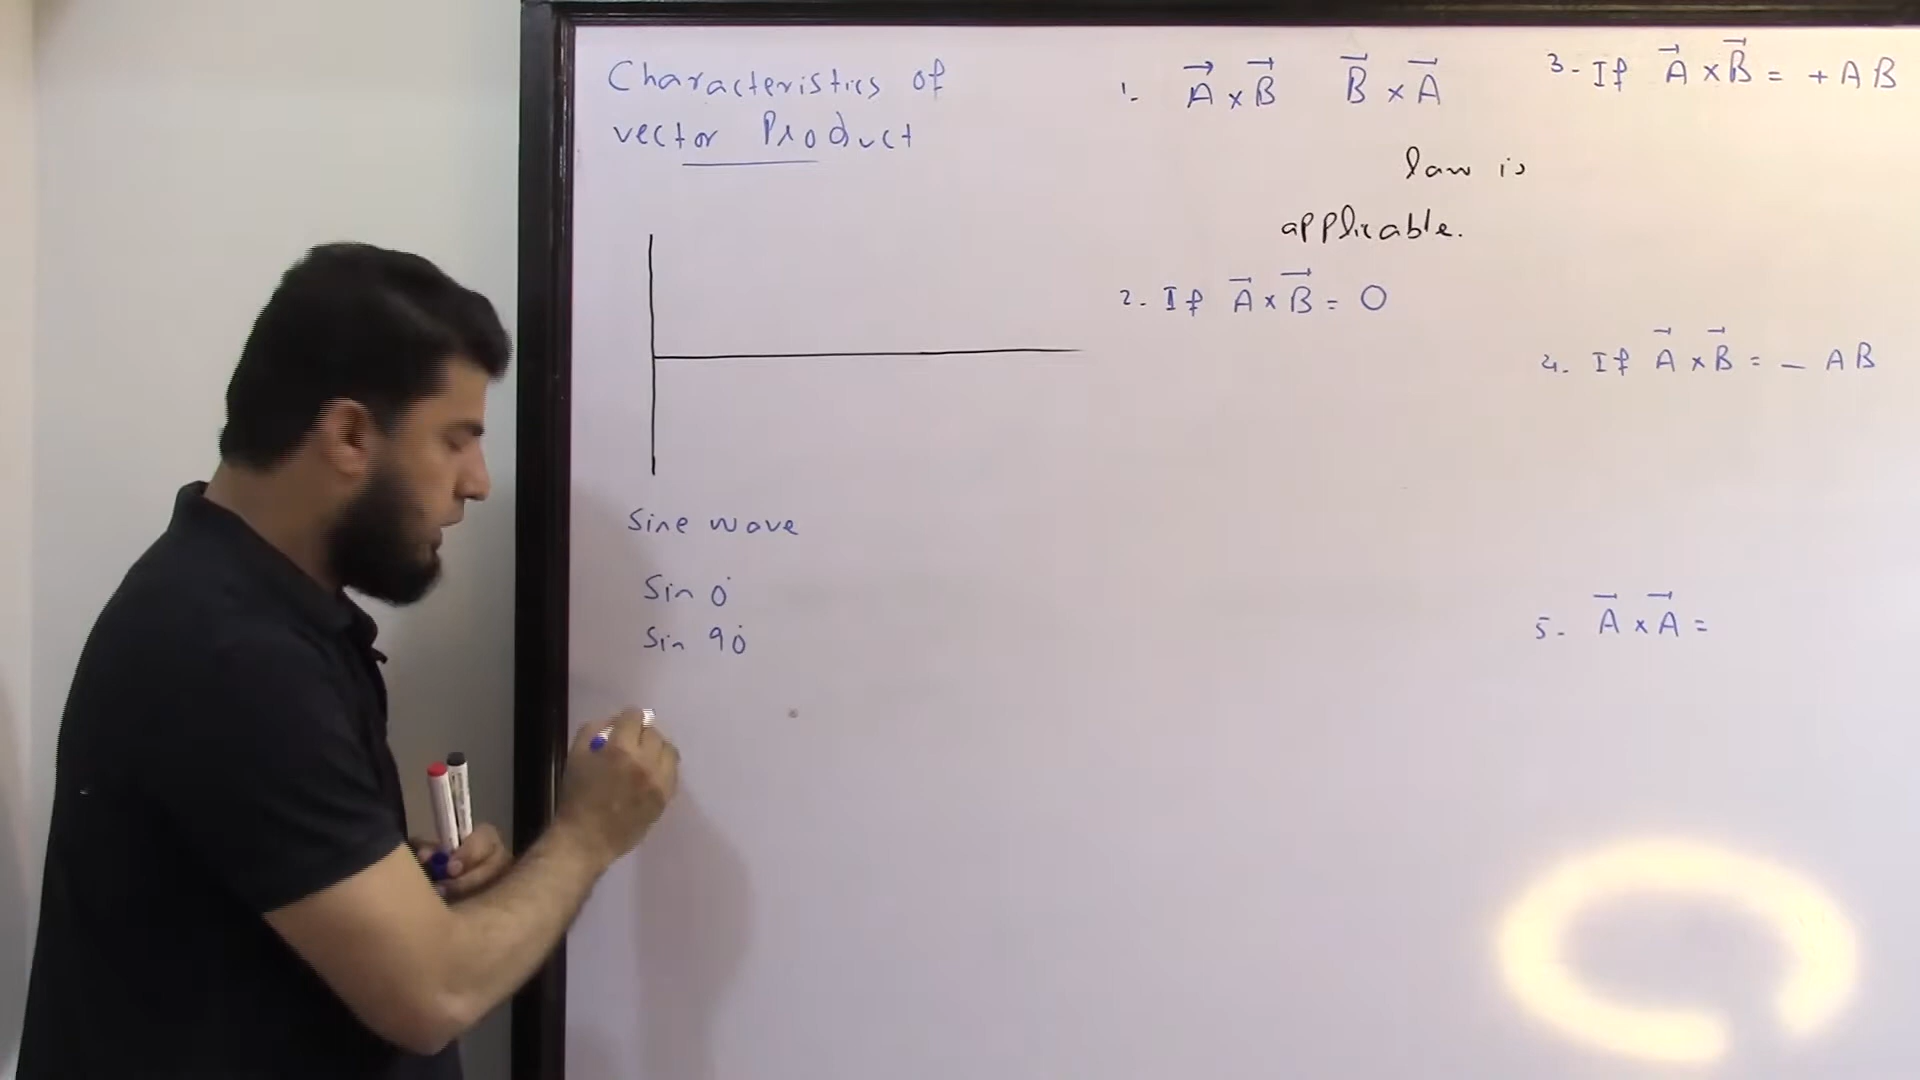 Characteristics of
vector Product
Sine wave
Sin 0°
Sin 90°
1- A⃗ × B⃗   B⃗ × A⃗
law is
applicable.
2- If A⃗ × B⃗ = 0
3- If A⃗ × B⃗ = + AB
4. If A⃗ × B⃗ = - AB
5- A⃗ × A⃗ =